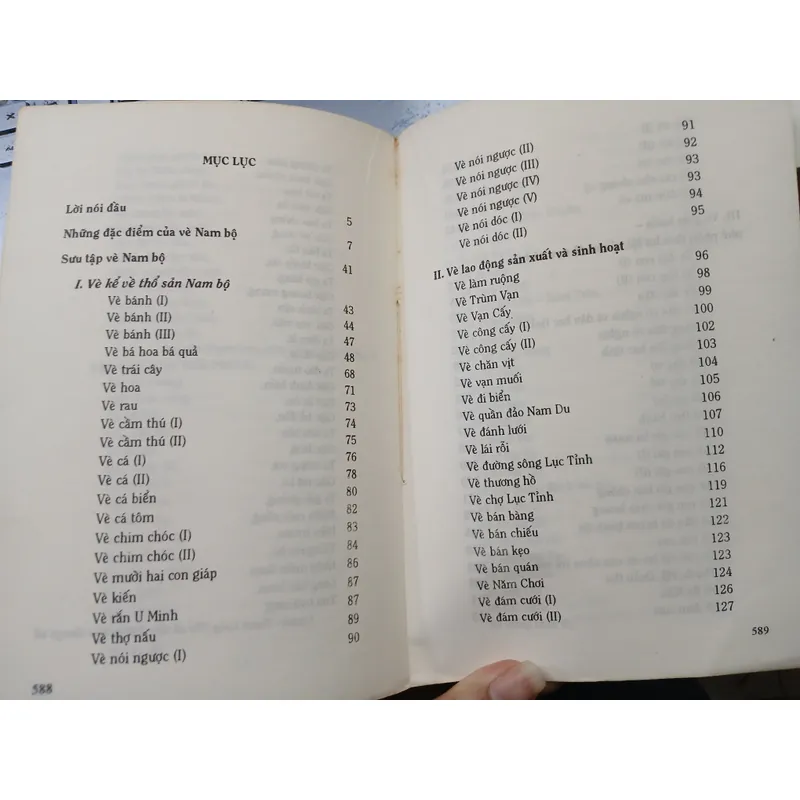 MỤC LỤC
Lời nói đầu 5
Những đặc điểm của vè Nam bộ 7
Sưu tập vè Nam bộ 41
I. Vè kể về thổ sản Nam bộ
Vè bánh (I) 43
Vè bánh (II) 44
Vè bánh (III) 47
Vè bá hoa bá quả 48
Vè trái cây 68
Vè hoa 71
Vè rau 73
Vè cầm thú (I) 74
Vè cầm thú (II) 75
Vè cá (I) 76
Vè cá (II) 78
Vè cá biển 80
Vè cá tôm 82
Vè chim chóc (I) 83
Vè chim chóc (II) 84
Vè mười hai con giáp 86
Vè kiến 87
Vè rắn U Minh 87
Vè thợ nấu 89
Vè nói ngược (I) 90
588
Vè nói ngược (II) 91
Vè nói ngược (III) 92
Vè nói ngược (IV) 93
Vè nói ngược (V) 93
Vè nói dóc (I) 94
Vè nói dóc (II) 95
II. Vè lao động sản xuất và sinh hoạt
Vè làm ruộng 96
Vè Trùm Vạn 98
Vè Vạn Cấy 99
Vè công cấy (I) 100
Vè công cấy (II) 102
Vè chăn vịt 103
Vè vạn muối 104
Vè đi biển 105
Vè quần đảo Nam Du 106
Vè đánh lưới 107
Vè lái rỗi 110
Vè đường sông Lục Tỉnh 112
Vè thương hồ 116
Vè chợ Lục Tỉnh 119
Vè bán bàng 121
Vè bán chiếu 122
Vè bán kẹo 123
Vè bán quán 123
Vè Năm Chơi 124
Vè đám cưới (I) 126
Vè đám cưới (II) 127
589